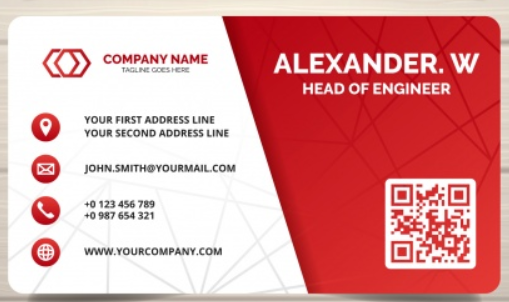 COMPANY NAME
TAGLINE GOES HERE
ALEXANDER. W
HEAD OF ENGINEER
YOUR FIRST ADDRESS LINE
YOUR SECOND ADDRESS LINE
JOHN.SMITH@YOURMAIL.COM
+0 123 456 789
+0 987 654 321
WWW.YOURCOMPANY.COM